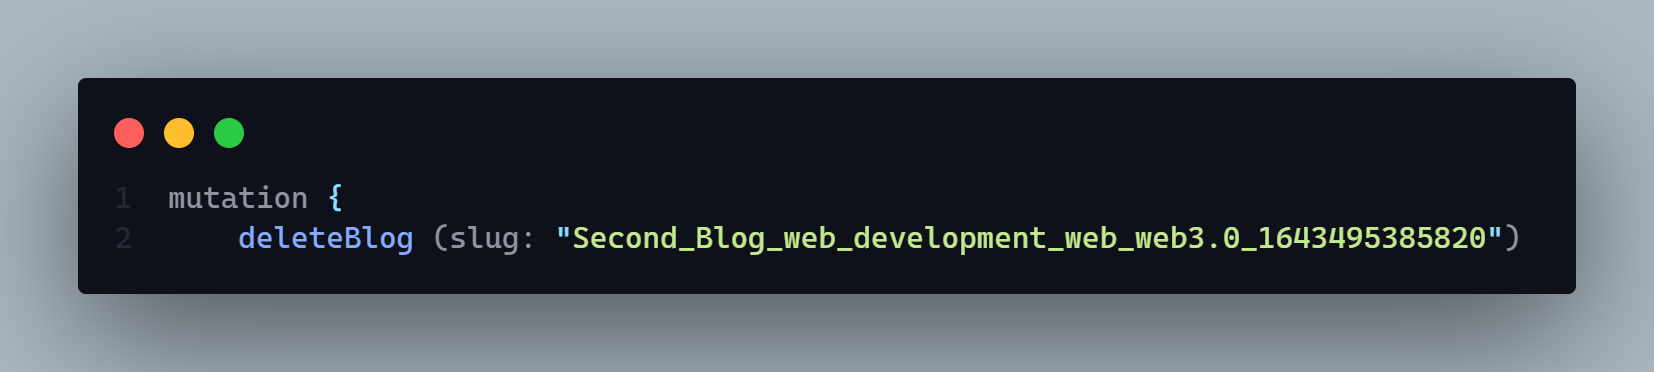 1 mutation {
2 deleteBlog (slug: "Second_Blog_web_development_web_web3.0_1643495385820")